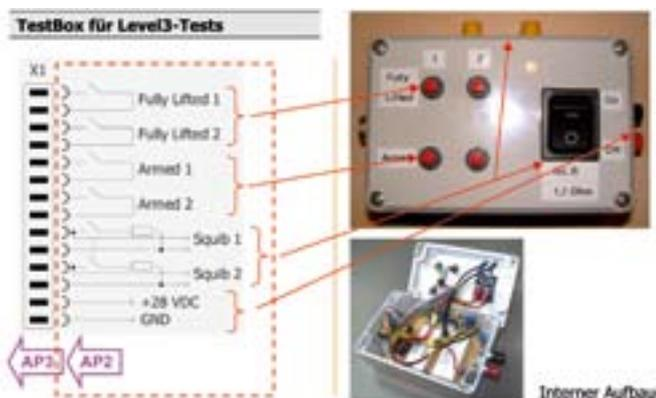 TestBox für Level3-Tests
X1
Fully Lifted 1
Fully Lifted 2
Armed 1
Armed 2
Squib 1
Squib 2
+28 VDC
GND
AP3
AP2
1
2
Fully
Lifted
Armed
On
Off
Interner Aufbau